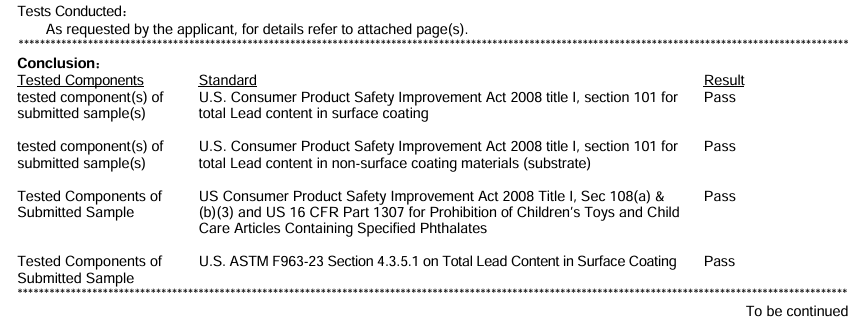 Tests Conducted:
As requested by the applicant, for details refer to attached page(s).
****************************************************************************************************************************************************
Conclusion:
Tested Components Standard Result
tested component(s) of U.S. Consumer Product Safety Improvement Act 2008 title I, section 101 for Pass
submitted sample(s) total Lead content in surface coating
tested component(s) of U.S. Consumer Product Safety Improvement Act 2008 title I, section 101 for Pass
submitted sample(s) total Lead content in non-surface coating materials (substrate)
Tested Components of US Consumer Product Safety Improvement Act 2008 Title I, Sec 108(a) & Pass
Submitted Sample (b)(3) and US 16 CFR Part 1307 for Prohibition of Children's Toys and Child
Care Articles Containing Specified Phthalates
Tested Components of U.S. ASTM F963-23 Section 4.3.5.1 on Total Lead Content in Surface Coating Pass
Submitted Sample
****************************************************************************************************************************************************
To be continued